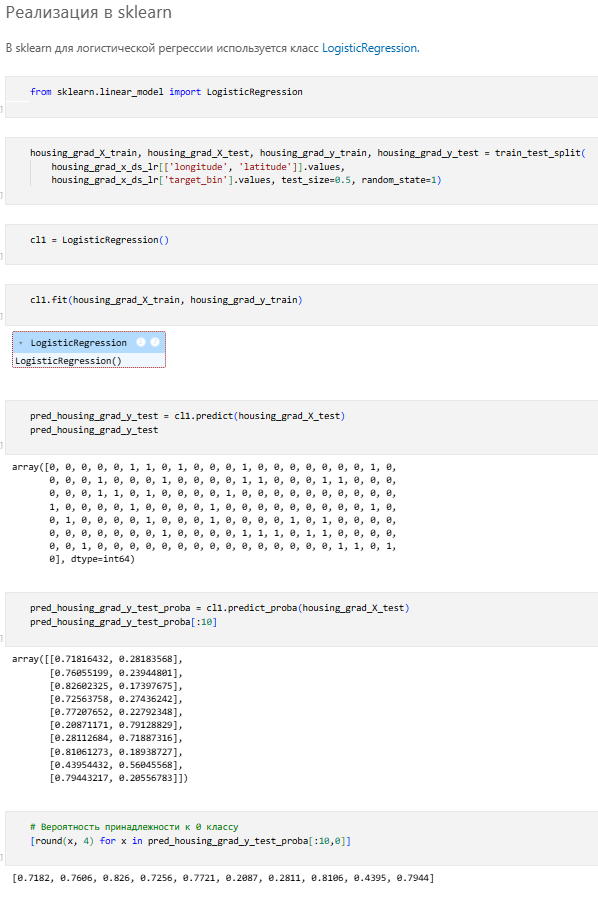 Реализация в sklearn
В sklearn для логистической регрессии используется класс LogisticRegression.
from sklearn.linear_model import LogisticRegression
housing_grad_X_train, housing_grad_X_test, housing_grad_y_train, housing_grad_y_test = train_test_split(
housing_grad_x_ds_lr[['longitude', 'latitude']].values,
housing_grad_x_ds_lr['target_bin'].values, test_size=0.5, random_state=1)
cl1 = LogisticRegression()
cl1.fit(housing_grad_X_train, housing_grad_y_train)
LogisticRegression
LogisticRegression()
pred_housing_grad_y_test = cl1.predict(housing_grad_X_test)
pred_housing_grad_y_test
array([0, 0, 0, 0, 0, 1, 1, 0, 1, 0, 0, 0, 1, 0, 0, 0, 0, 0, 0, 0, 1, 0,
0, 0, 0, 1, 0, 0, 0, 1, 0, 0, 0, 0, 1, 1, 0, 0, 0, 1, 1, 0, 0, 0,
0, 0, 0, 1, 1, 0, 1, 0, 0, 0, 0, 1, 0, 0, 0, 0, 0, 0, 0, 0, 0, 0,
1, 0, 0, 0, 0, 1, 0, 0, 0, 0, 1, 0, 0, 0, 0, 0, 0, 0, 0, 0, 1, 0,
0, 1, 0, 0, 0, 0, 1, 0, 0, 0, 1, 0, 0, 0, 0, 1, 0, 1, 0, 0, 0, 0,
0, 0, 0, 0, 0, 0, 0, 1, 0, 0, 0, 0, 1, 1, 1, 0, 1, 1, 0, 0, 0, 0,
0, 0, 1, 0, 0, 0, 0, 0, 0, 0, 0, 0, 0, 0, 0, 0, 0, 0, 1, 1, 0, 1,
0], dtype=int64)
pred_housing_grad_y_test_proba = cl1.predict_proba(housing_grad_X_test)
pred_housing_grad_y_test_proba[:10]
array([[0.71816432, 0.28183568],
[0.76055199, 0.23944801],
[0.82602325, 0.17397675],
[0.72563758, 0.27436242],
[0.77207652, 0.22792348],
[0.20871171, 0.79128829],
[0.28112684, 0.71887316],
[0.81061273, 0.18938727],
[0.43954432, 0.56045568],
[0.79443217, 0.20556783]])
# Вероятность принадлежности к 0 классу
[round(x, 4) for x in pred_housing_grad_y_test_proba[:10,0]]
[0.7182, 0.7606, 0.826, 0.7256, 0.7721, 0.2087, 0.2811, 0.8106, 0.4395, 0.7944]